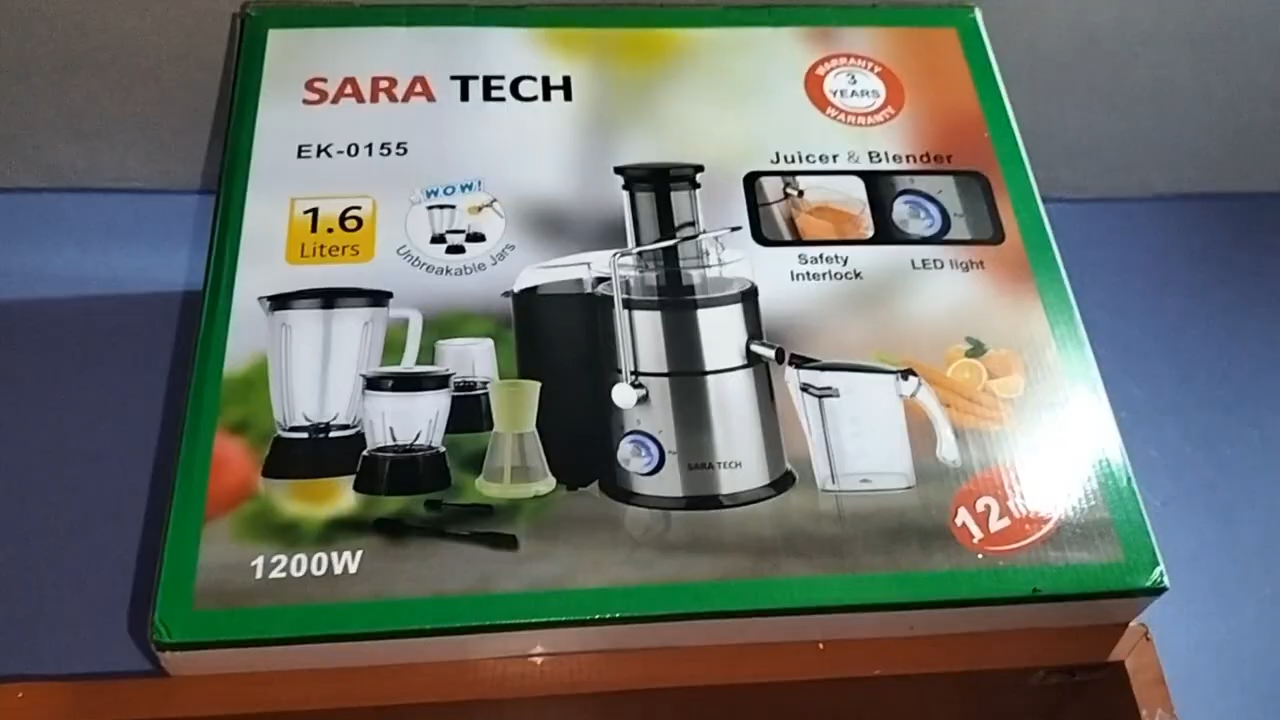 SARA TECH
WARRANTY
3
YEARS
WARRANTY
EK-0155
Juicer & Blender
WOW!
1.6
Liters
Unbreakable Jars
Safety
Interlock
LED light
SARA TECH
12
1200W